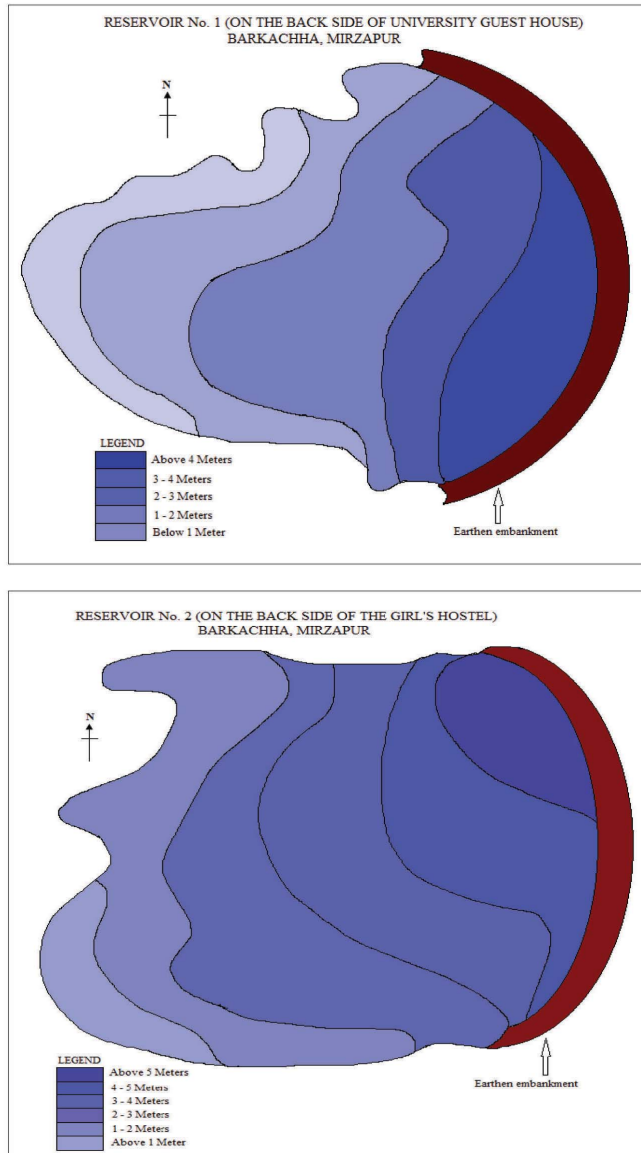 RESERVOIR No. 1 (ON THE BACK SIDE OF UNIVERSITY GUEST HOUSE)
BARKACHHA, MIRZAPUR
N
LEGEND
Above 4 Meters
3 - 4 Meters
2 - 3 Meters
1 - 2 Meters
Below 1 Meter
Earthen embankment
RESERVOIR No. 2 (ON THE BACK SIDE OF THE GIRL'S HOSTEL)
BARKACHHA, MIRZAPUR
N
LEGEND
Above 5 Meters
4 - 5 Meters
3 - 4 Meters
2 - 3 Meters
1 - 2 Meters
Above 1 Meter
Earthen embankment